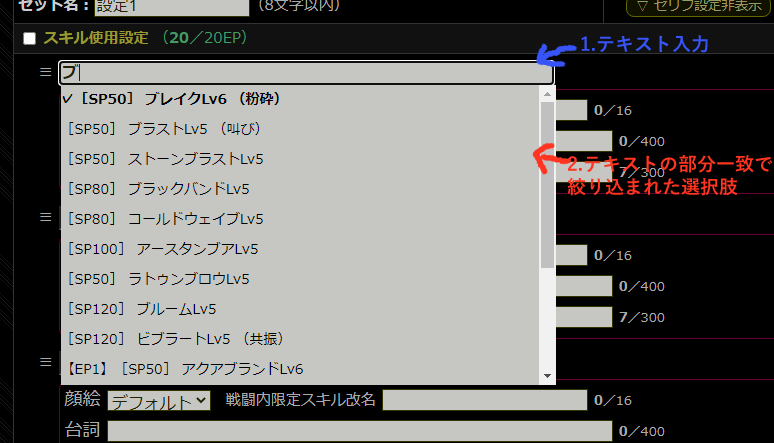 セット名：設定1 （8文字以内）
▽ セリフ設定非表示
スキル使用設定 （20／20EP）
1.テキスト入力
ブ
✓［SP50］ ブレイクLv6 （粉砕）
［SP50］ ブラストLv5 （叫び）
0／16
［SP50］ ストーンブラストLv5
0／400
2.テキストの部分一致で
絞り込まれた選択肢
［SP80］ ブラックバンドLv5
7／300
［SP80］ コールドウェイブLv5
［SP100］ アースタンブアLv5
0／16
［SP50］ ラトゥンブロウLv5
0／400
［SP120］ ブルームLv5
7／300
［SP120］ ビブラートLv5 （共振）
【EP1】［SP50］ アクアブランドLv6
顔絵 デフォルト 戦闘内限定スキル改名 0／16
台詞 0／400